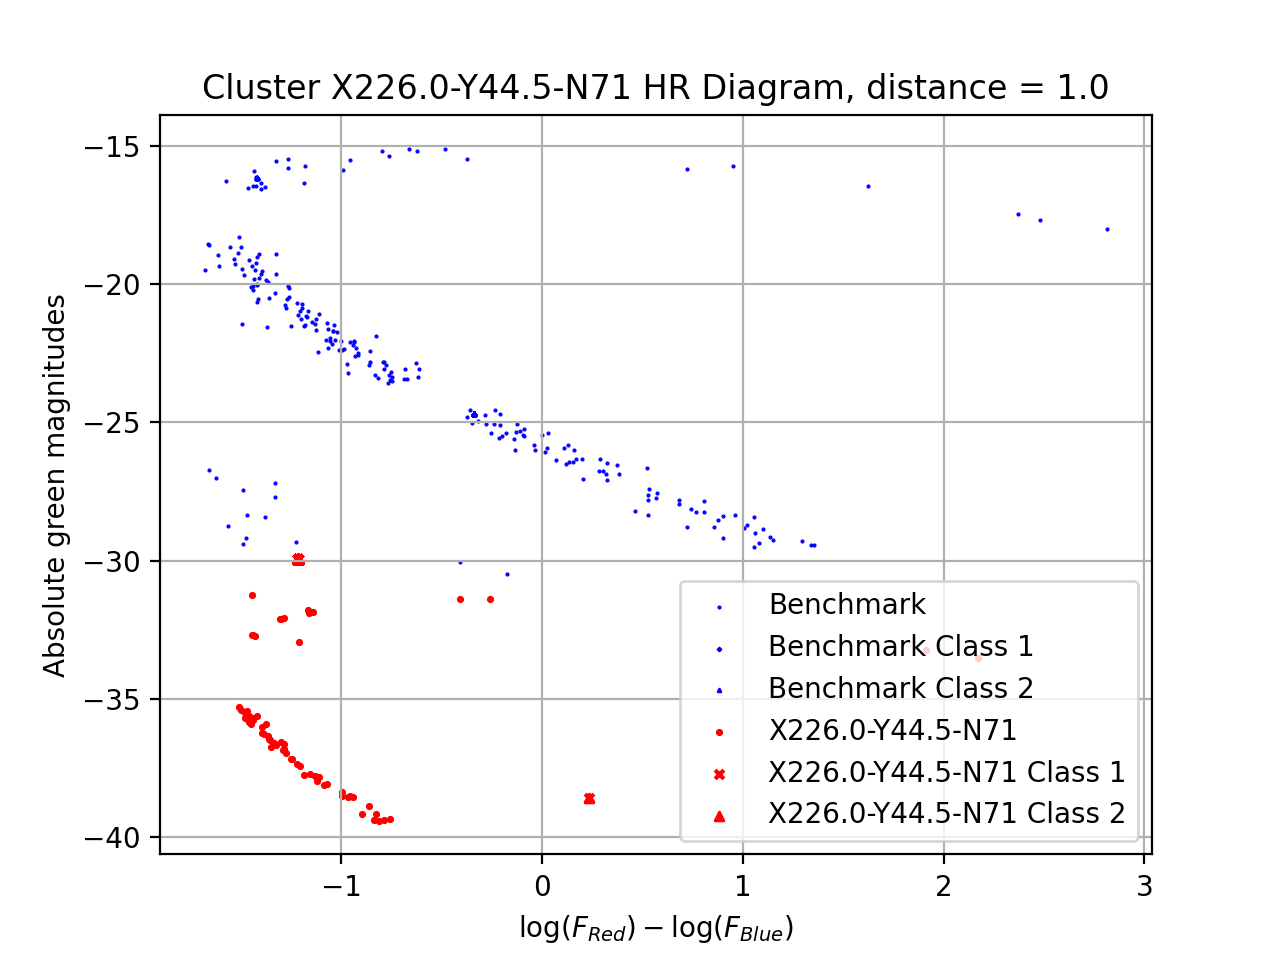 Cluster X226.0-Y44.5-N71 HR Diagram, distance = 1.0
Absolute green magnitudes
−15
−20
−25
−30
−35
−40
Benchmark
Benchmark Class 1
Benchmark Class 2
X226.0-Y44.5-N71
X226.0-Y44.5-N71 Class 1
X226.0-Y44.5-N71 Class 2
−1 0 1 2 3
log(F_Red) − log(F_Blue)